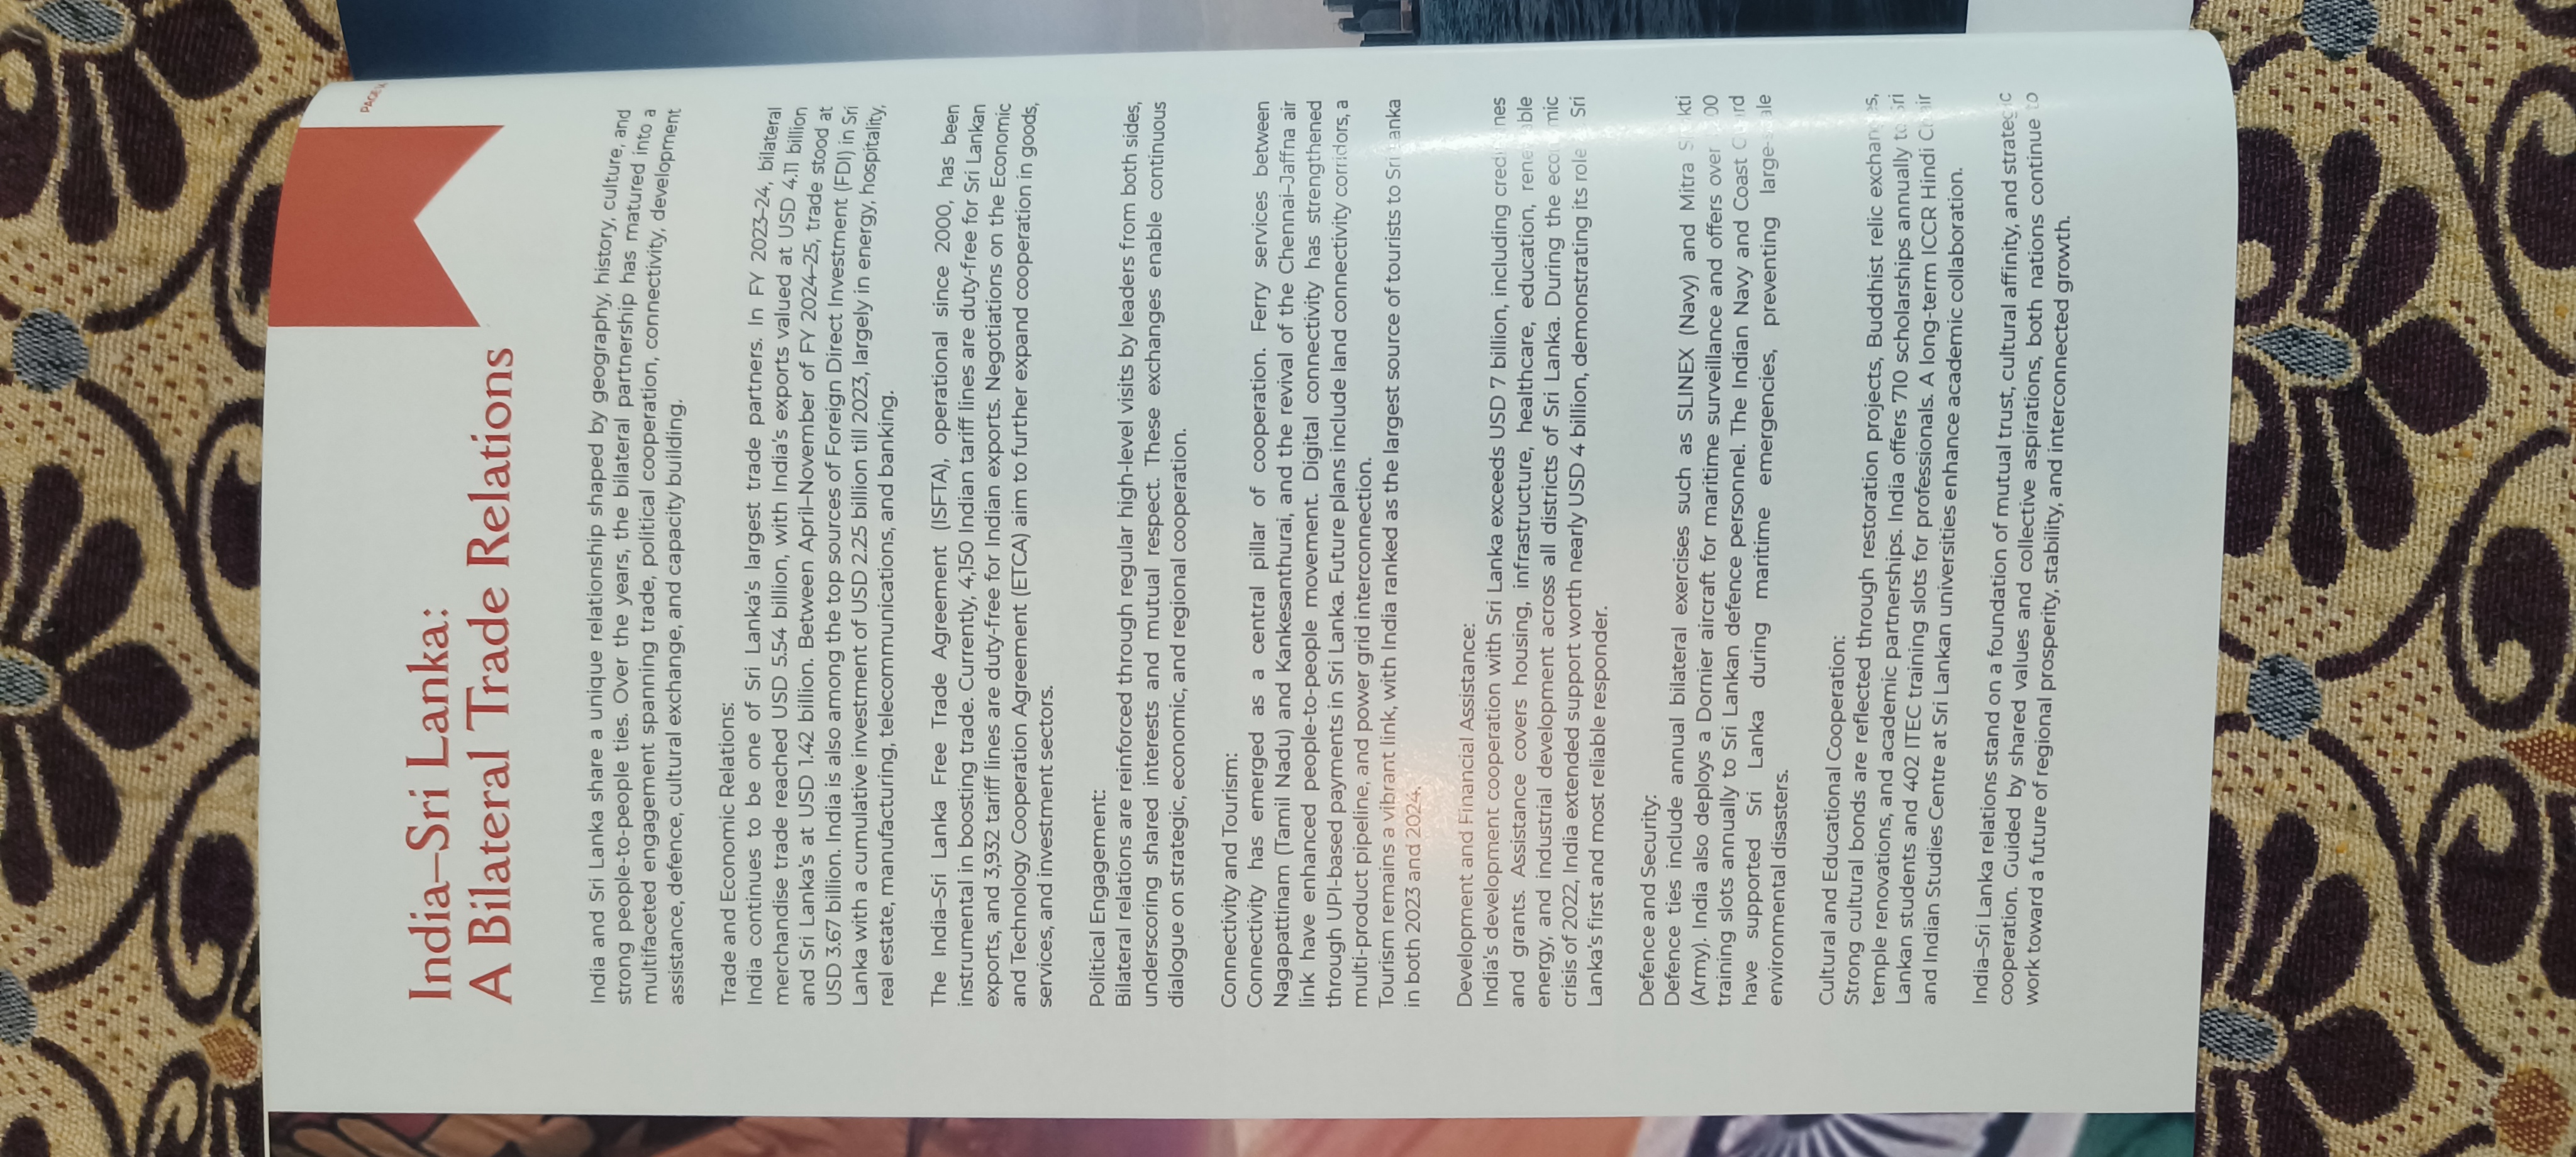 PAGE
India–Sri Lanka:
A Bilateral Trade Relations
India and Sri Lanka share a unique relationship shaped by geography, history, culture, and
strong people-to-people ties. Over the years, the bilateral partnership has matured into a
multifaceted engagement spanning trade, political cooperation, connectivity, development
assistance, defence, cultural exchange, and capacity building.
Trade and Economic Relations:
India continues to be one of Sri Lanka's largest trade partners. In FY 2023–24, bilateral
merchandise trade reached USD 5.54 billion, with India's exports valued at USD 4.11 billion
and Sri Lanka's at USD 1.42 billion. Between April–November of FY 2024–25, trade stood at
USD 3.67 billion. India is also among the top sources of Foreign Direct Investment (FDI) in Sri
Lanka with a cumulative investment of USD 2.25 billion till 2023, largely in energy, hospitality,
real estate, manufacturing, telecommunications, and banking.
The India–Sri Lanka Free Trade Agreement (ISFTA), operational since 2000, has been
instrumental in boosting trade. Currently, 4,150 Indian tariff lines are duty-free for Sri Lankan
exports, and 3,932 tariff lines are duty-free for Indian exports. Negotiations on the Economic
and Technology Cooperation Agreement (ETCA) aim to further expand cooperation in goods,
services, and investment sectors.
Political Engagement:
Bilateral relations are reinforced through regular high-level visits by leaders from both sides,
underscoring shared interests and mutual respect. These exchanges enable continuous
dialogue on strategic, economic, and regional cooperation.
Connectivity and Tourism:
Connectivity has emerged as a central pillar of cooperation. Ferry services between
Nagapattinam (Tamil Nadu) and Kankesanthurai, and the revival of the Chennai–Jaffna air
link have enhanced people-to-people movement. Digital connectivity has strengthened
through UPI-based payments in Sri Lanka. Future plans include land connectivity corridors, a
multi-product pipeline, and power grid interconnection.
Tourism remains a vibrant link, with India ranked as the largest source of tourists to Sri Lanka
in both 2023 and 2024.
Development and Financial Assistance:
India's development cooperation with Sri Lanka exceeds USD 7 billion, including credit lines
and grants. Assistance covers housing, infrastructure, healthcare, education, renewable
energy, and industrial development across all districts of Sri Lanka. During the economic
crisis of 2022, India extended support worth nearly USD 4 billion, demonstrating its role as Sri
Lanka's first and most reliable responder.
Defence and Security:
Defence ties include annual bilateral exercises such as SLINEX (Navy) and Mitra Shakti
(Army). India also deploys a Dornier aircraft for maritime surveillance and offers over
training slots annually to Sri Lankan defence personnel. The Indian Navy and Coast Guard
have supported Sri Lanka during maritime emergencies, preventing large-scale
environmental disasters.
Cultural and Educational Cooperation:
Strong cultural bonds are reflected through restoration projects, Buddhist relic exchanges,
temple renovations, and academic partnerships. India offers 710 scholarships annually to Sri
Lankan students and 402 ITEC training slots for professionals. A long-term ICCR Hindi Chair
and Indian Studies Centre at Sri Lankan universities enhance academic collaboration.
India–Sri Lanka relations stand on a foundation of mutual trust, cultural affinity, and strategic
cooperation. Guided by shared values and collective aspirations, both nations continue to
work toward a future of regional prosperity, stability, and interconnected growth.